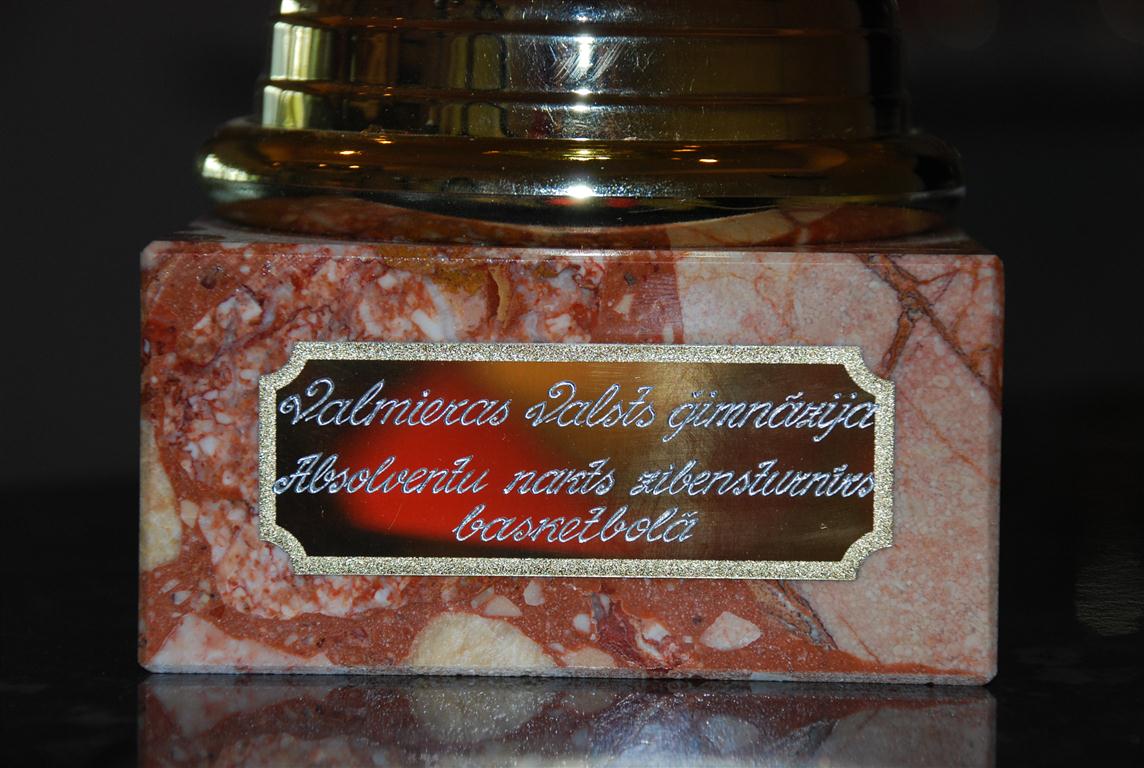 Valmieras Valsts ģimnāzija
Absolventu nakts zibensturnīrs
basketbolā